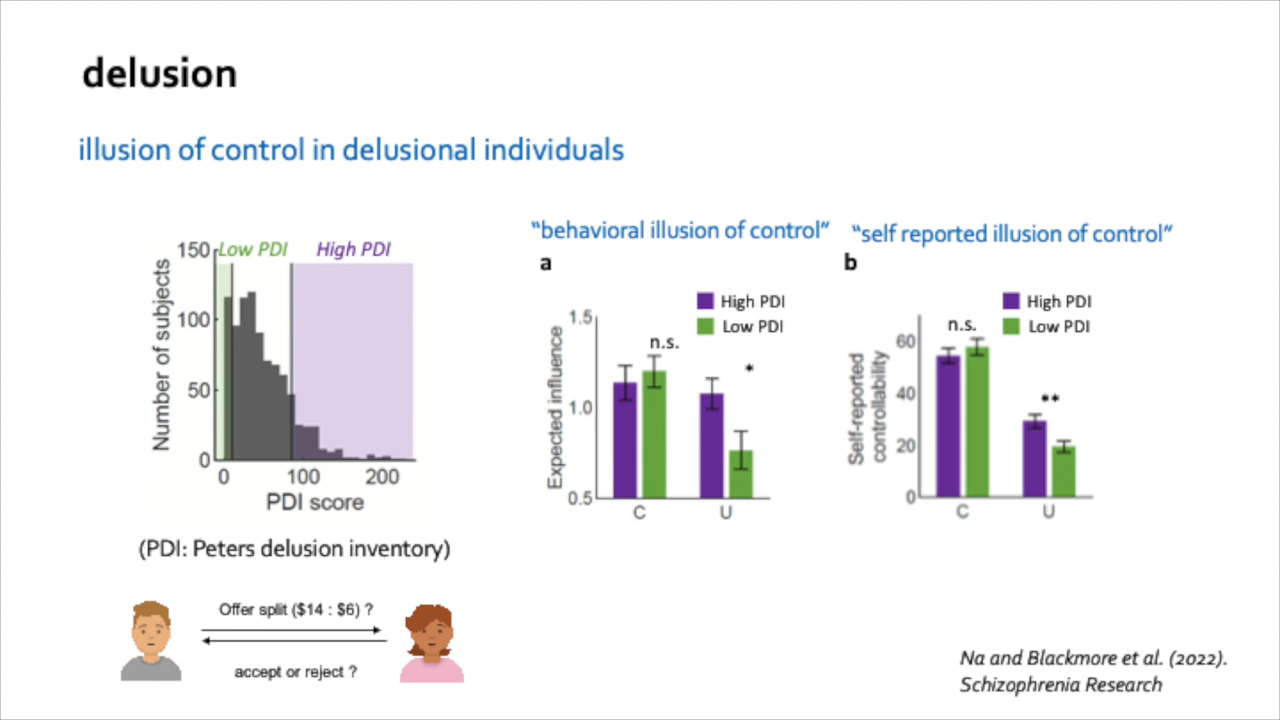 delusion
illusion of control in delusional individuals
Low PDI High PDI
150
100
50
0
0 100 200
Number of subjects
PDI score
(PDI: Peters delusion inventory)
Offer split ($14 : $6) ?
accept or reject ?
“behavioral illusion of control”
a
High PDI
Low PDI
n.s.
*
1.5
1.0
0.5
Expected influence
C U
“self reported illusion of control”
b
High PDI
Low PDI
n.s.
**
60
40
20
0
Self-reported
controllability
C U
Na and Blackmore et al. (2022).
Schizophrenia Research